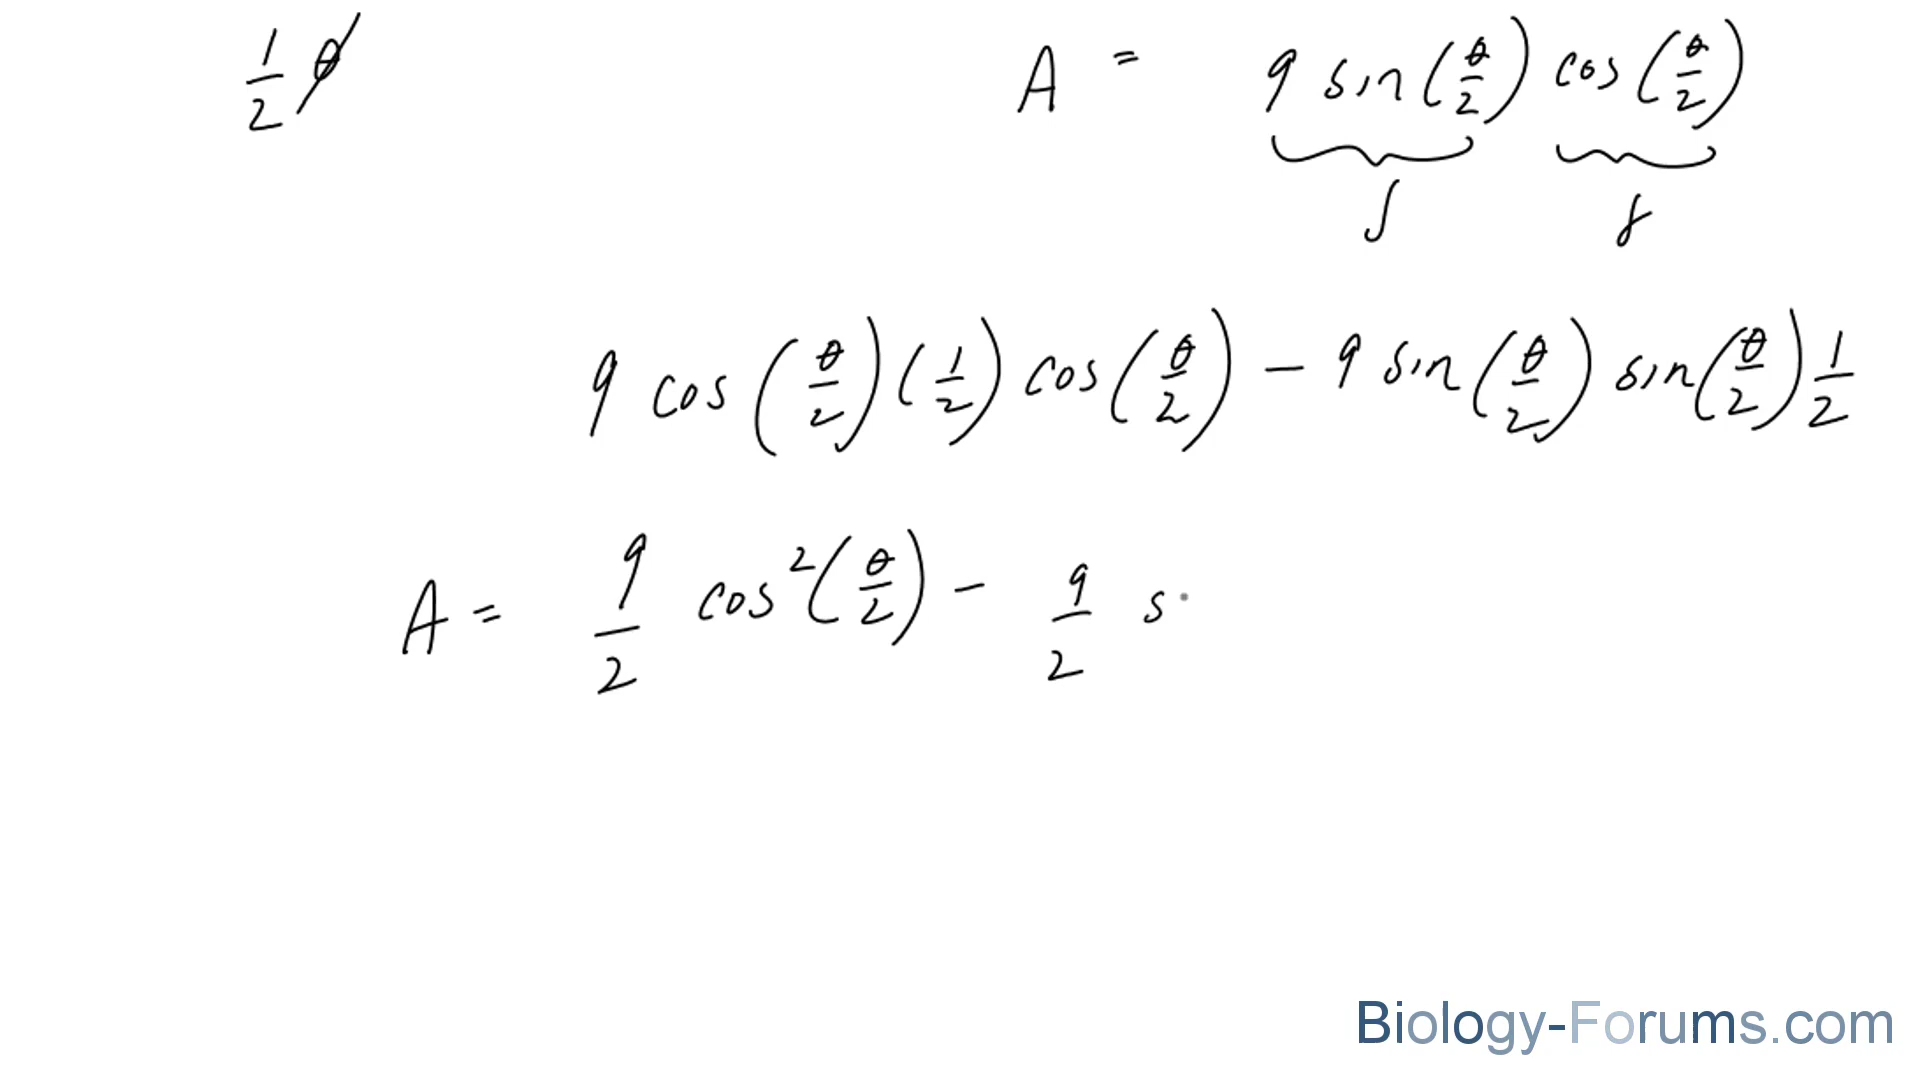 1/2 θ A = 9 sin(θ/2) cos(θ/2)
f g
9 cos(θ/2)(1/2) cos(θ/2) - 9 sin(θ/2) sin(θ/2) 1/2
A = 9/2 cos²(θ/2) - 9/2 s
Biology-Forums.com